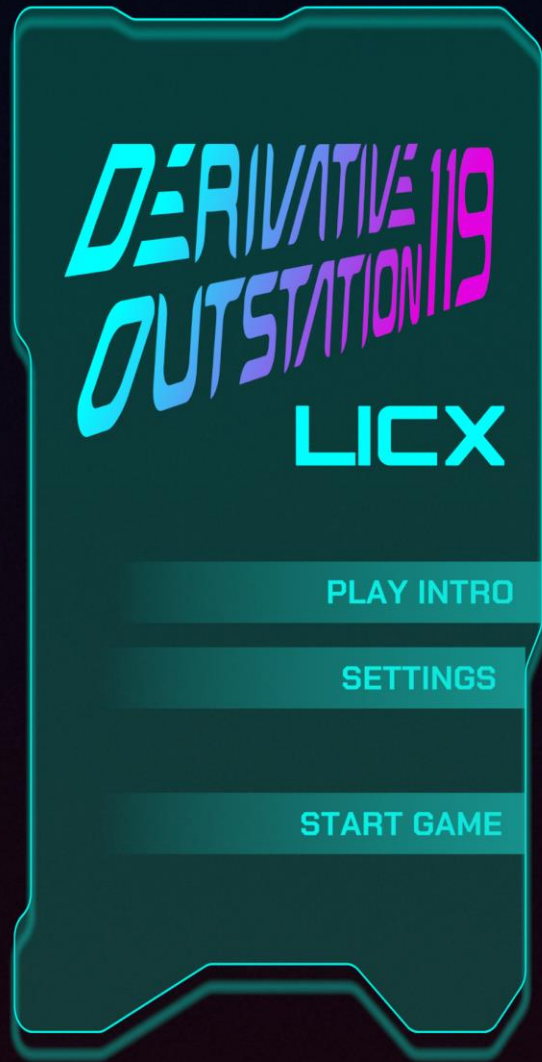 DERIVATIVE 119
OUTSTATION
LICX
PLAY INTRO
SETTINGS
START GAME